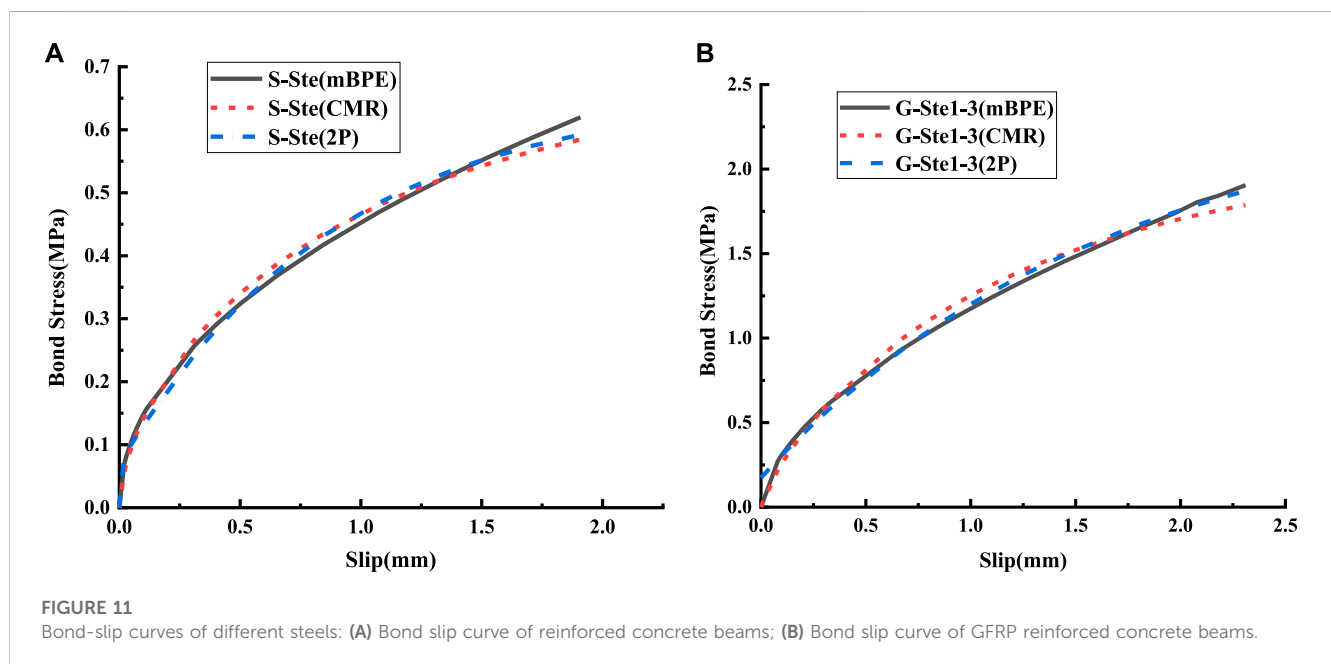 A
B
0.7
0.6
0.5
0.4
0.3
0.2
0.1
0.0
Bond Stress(MPa)
S-Ste(mBPE)
S-Ste(CMR)
S-Ste(2P)
0.0 0.5 1.0 1.5 2.0
Slip(mm)
2.5
2.0
1.5
1.0
0.5
0.0
Bond Stress(MPa)
G-Ste1-3(mBPE)
G-Ste1-3(CMR)
G-Ste1-3(2P)
0.0 0.5 1.0 1.5 2.0 2.5
Slip(mm)
FIGURE 11
Bond-slip curves of different steels: (A) Bond slip curve of reinforced concrete beams; (B) Bond slip curve of GFRP reinforced concrete beams.